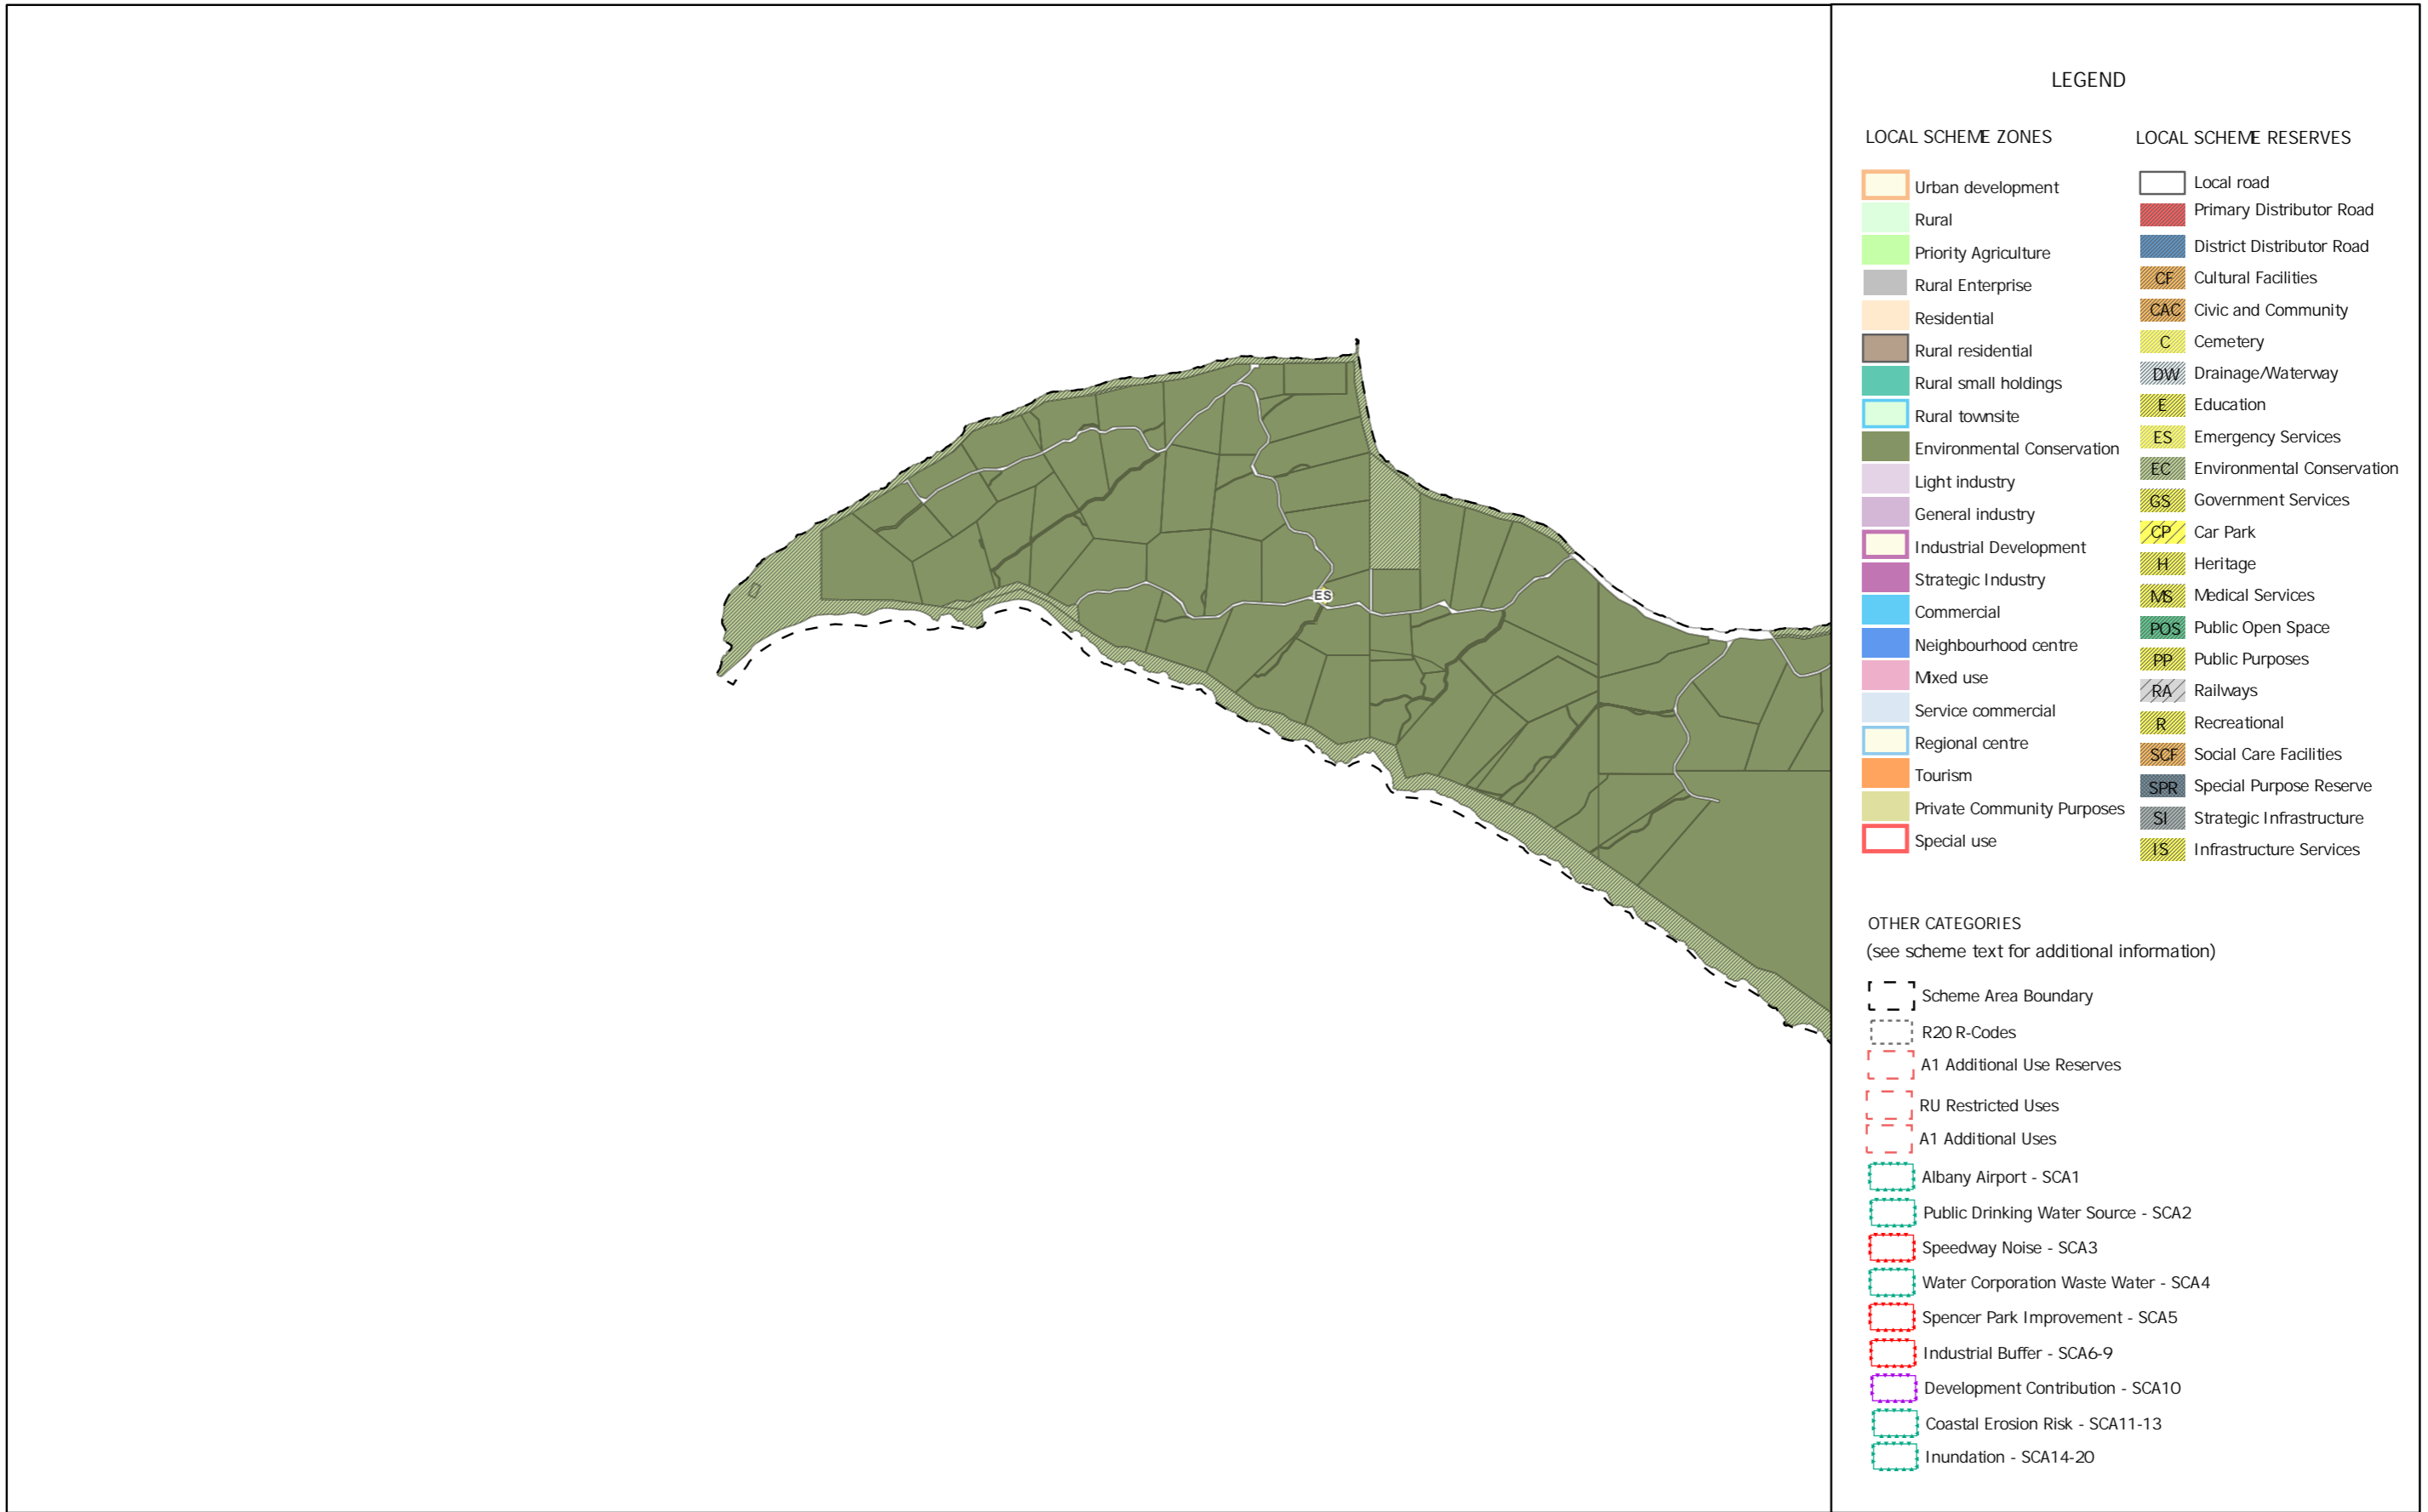 ES
LEGEND
LOCAL SCHEME ZONES
Urban development
Rural
Priority Agriculture
Rural Enterprise
Residential
Rural residential
Rural small holdings
Rural townsite
Environmental Conservation
Light industry
General industry
Industrial Development
Strategic Industry
Commercial
Neighbourhood centre
Mixed use
Service commercial
Regional centre
Tourism
Private Community Purposes
Special use
LOCAL SCHEME RESERVES
Local road
Primary Distributor Road
District Distributor Road
CF Cultural Facilities
CAC Civic and Community
C Cemetery
DW Drainage/Waterway
E Education
ES Emergency Services
EC Environmental Conservation
GS Government Services
CP Car Park
H Heritage
MS Medical Services
POS Public Open Space
PP Public Purposes
RA Railways
R Recreational
SCF Social Care Facilities
SPR Special Purpose Reserve
SI Strategic Infrastructure
IS Infrastructure Services
OTHER CATEGORIES
(see scheme text for additional information)
Scheme Area Boundary
R20 R-Codes
A1 Additional Use Reserves
RU Restricted Uses
A1 Additional Uses
Albany Airport - SCA1
Public Drinking Water Source - SCA2
Speedway Noise - SCA3
Water Corporation Waste Water - SCA4
Spencer Park Improvement - SCA5
Industrial Buffer - SCA6-9
Development Contribution - SCA10
Coastal Erosion Risk - SCA11-13
Inundation - SCA14-20